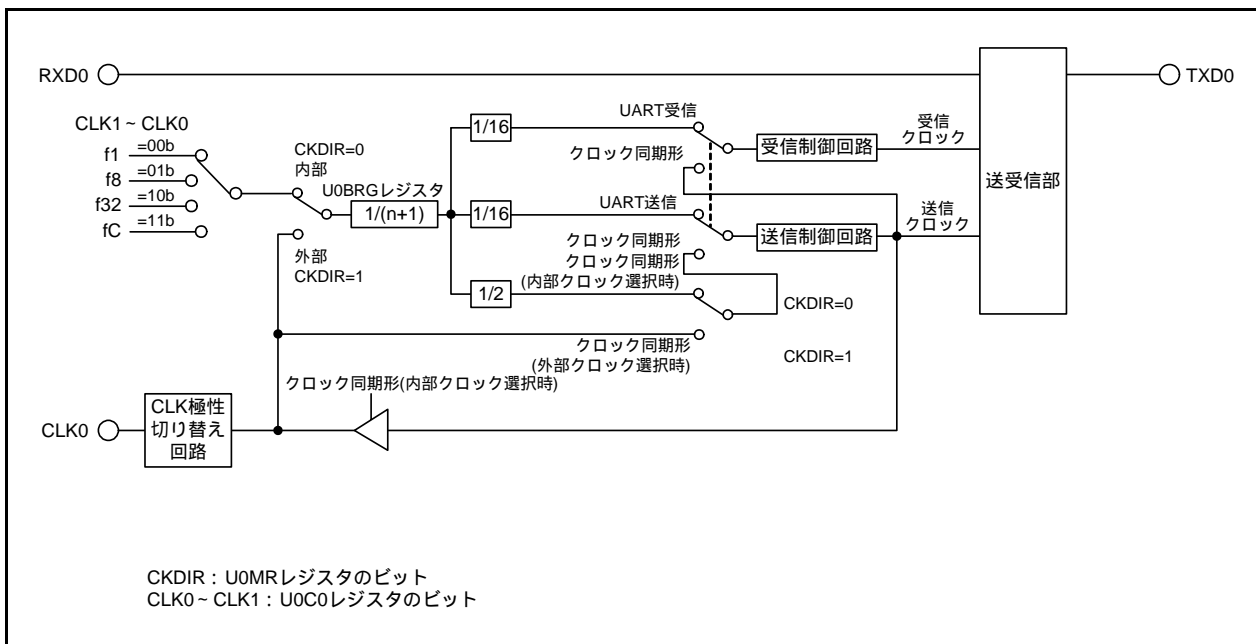 RXD0
TXD0
CLK1 ~ CLK0
f1
=00b
f8
=01b
f32
=10b
fC
=11b
CKDIR=0
内部
外部
CKDIR=1
U0BRGレジスタ
1/(n+1)
1/16
UART受信
クロック同期形
受信制御回路
受信
クロック
1/16
UART送信
クロック同期形
送信制御回路
送信
クロック
送受信部
クロック同期形
(内部クロック選択時)
1/2
CKDIR=0
クロック同期形
(外部クロック選択時)
CKDIR=1
クロック同期形(内部クロック選択時)
CLK0
CLK極性
切り替え
回路
CKDIR : U0MRレジスタのビット
CLK0 ~ CLK1 : U0C0レジスタのビット